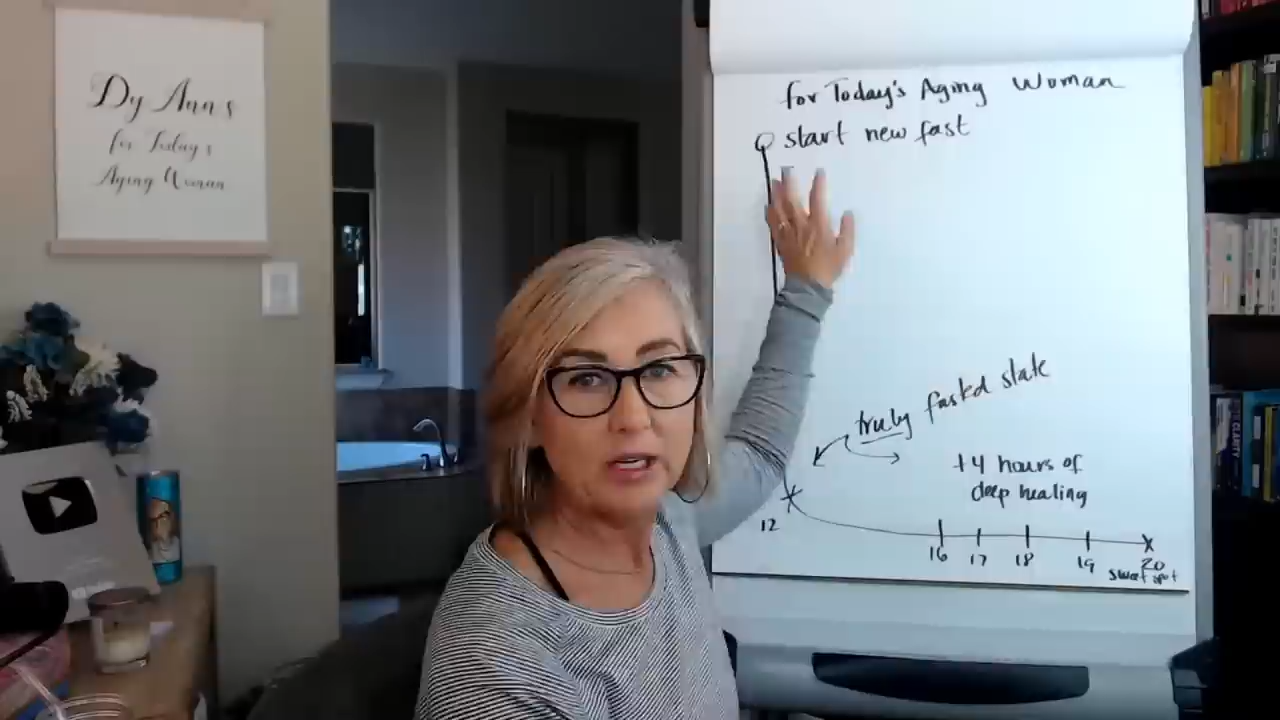 Dy Ann's
for Today's
Aging Woman
for Today's Aging Woman
start new fast
truly fasted state
+4 hours of
deep healing
12
16 17 18 19 20
sweet spot
CLARITY